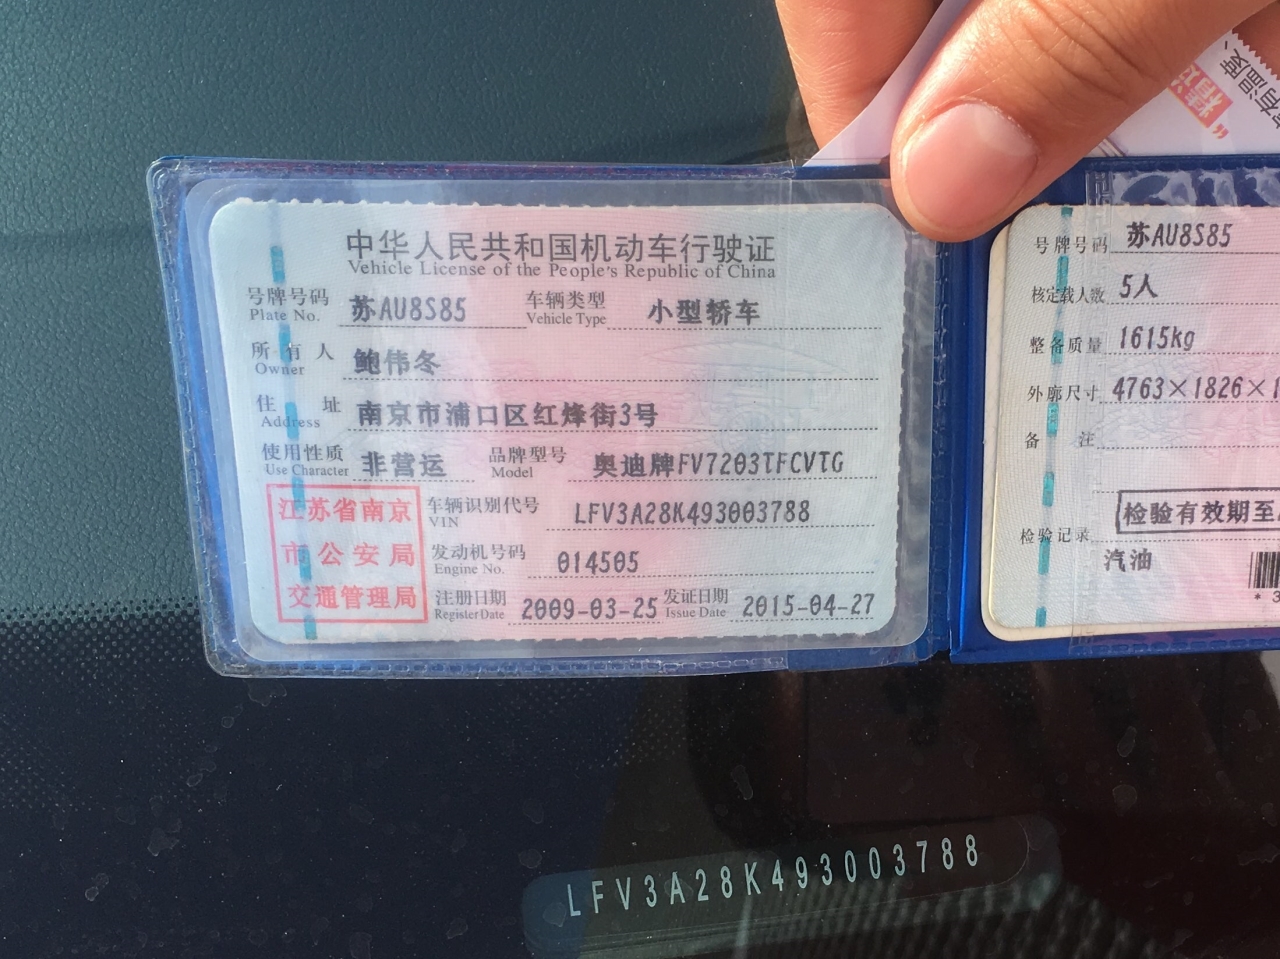 中华人民共和国机动车行驶证
Vehicle License of the People's Republic of China
号牌号码 苏AU8S85 车辆类型 小型轿车
Plate No. Vehicle Type
所有人 鲍伟冬
Owner
住址 南京市浦口区红烽街3号
Address
使用性质 非营运 品牌型号 奥迪牌FV7203TFCVTG
Use Character Model
江苏省南京
市公安局
交通管理局
车辆识别代号 LFV3A28K493003788
VIN
发动机号码 014505
Engine No.
注册日期 2009-03-25 发证日期 2015-04-27
Register Date Issue Date
号牌号码 苏AU8S85
核定载人数 5人
整备质量 1615kg
外廓尺寸 4763×1826×1
备注
检验有效期至
检验记录
汽油
* 3
精
有温度
LFV3A28K493003788